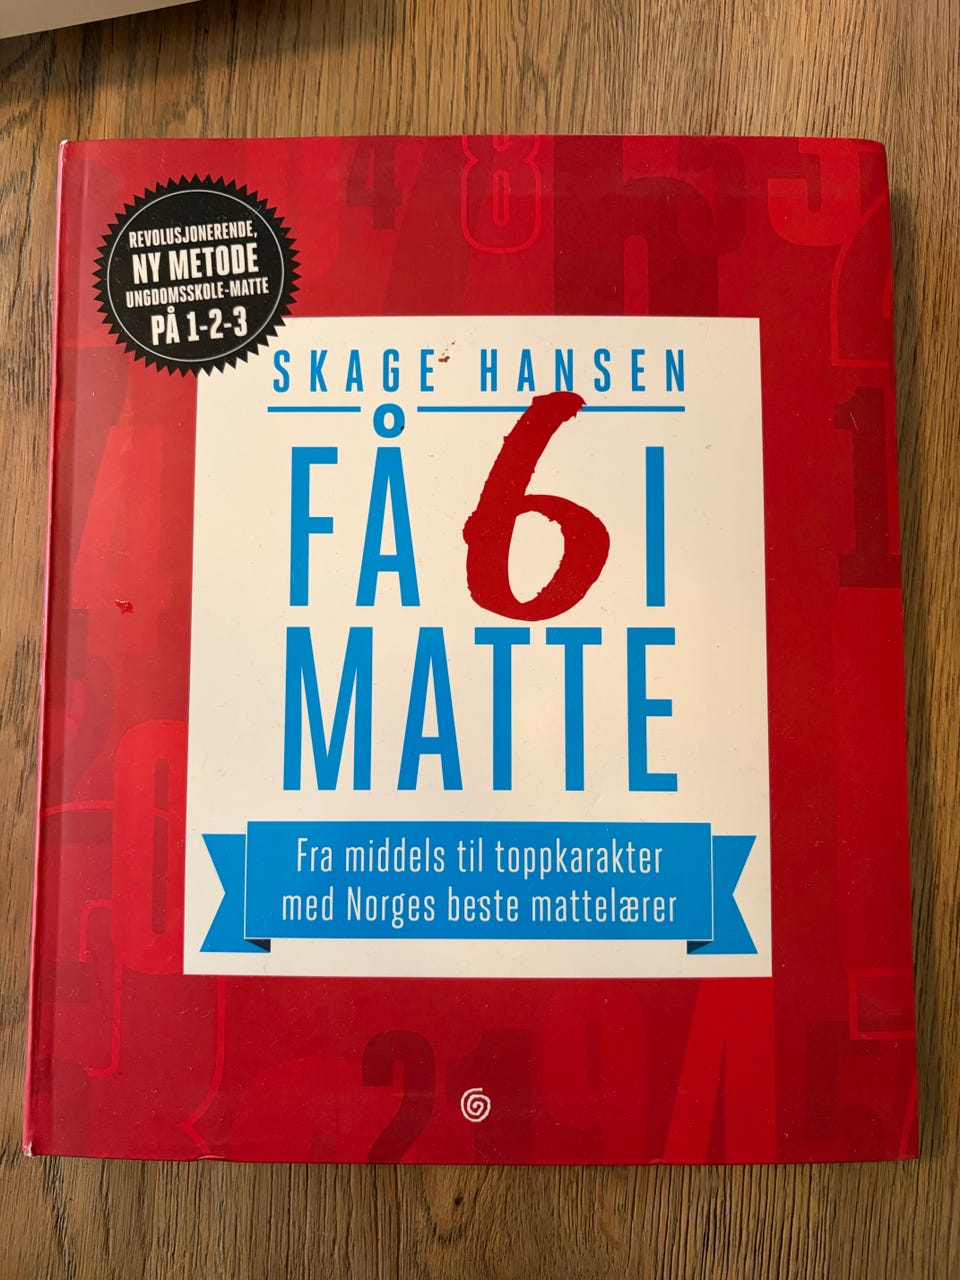 REVOLUSJONERENDE,
NY METODE
UNGDOMSSKOLE-MATTE
PÅ 1-2-3
SKAGE HANSEN
FÅ 6 I
MATTE
Fra middels til toppkarakter
med Norges beste mattelærer